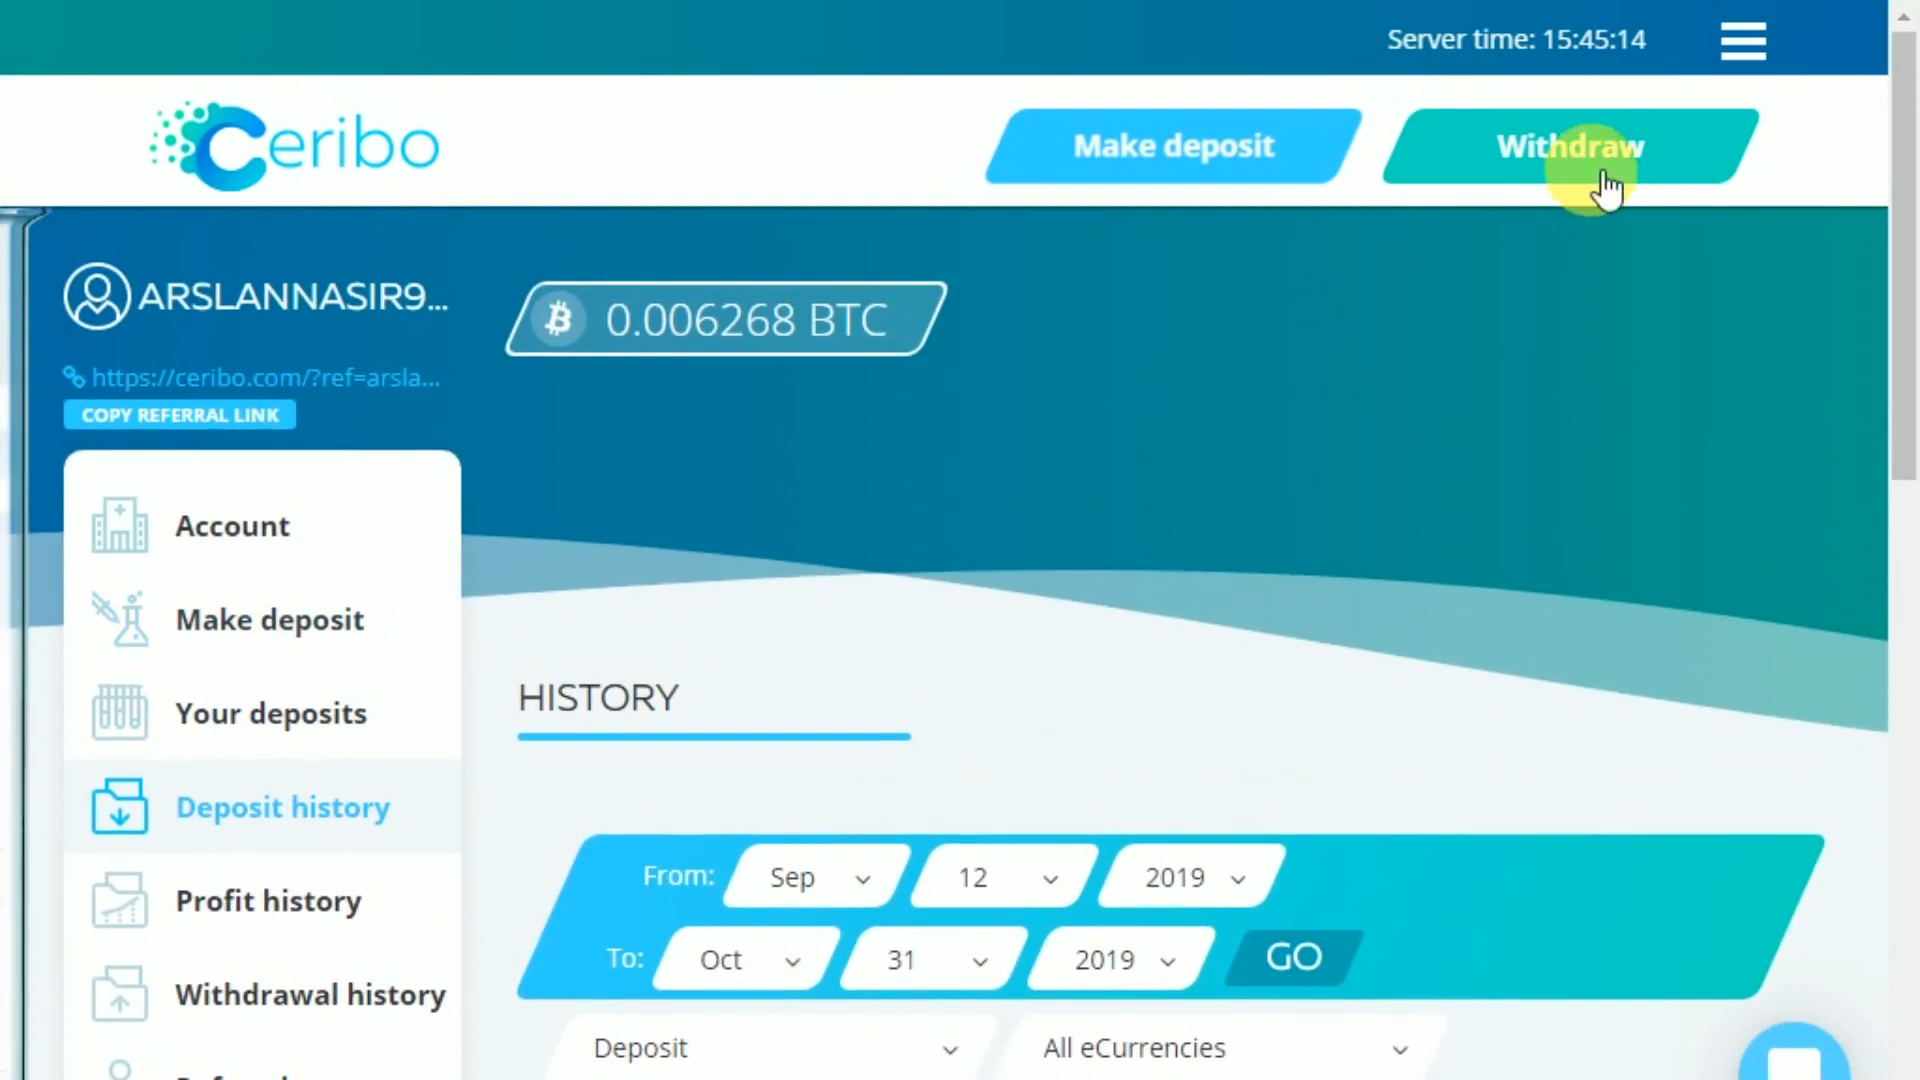 Server time: 15:45:14
Ceribo
Make deposit
Withdraw
ARSLANNASIR9...
0.006268 BTC
https://ceribo.com/?ref=arsla...
COPY REFERRAL LINK
Account
Make deposit
Your deposits
Deposit history
Profit history
Withdrawal history
HISTORY
From: Sep 12 2019
To: Oct 31 2019 GO
Deposit All eCurrencies